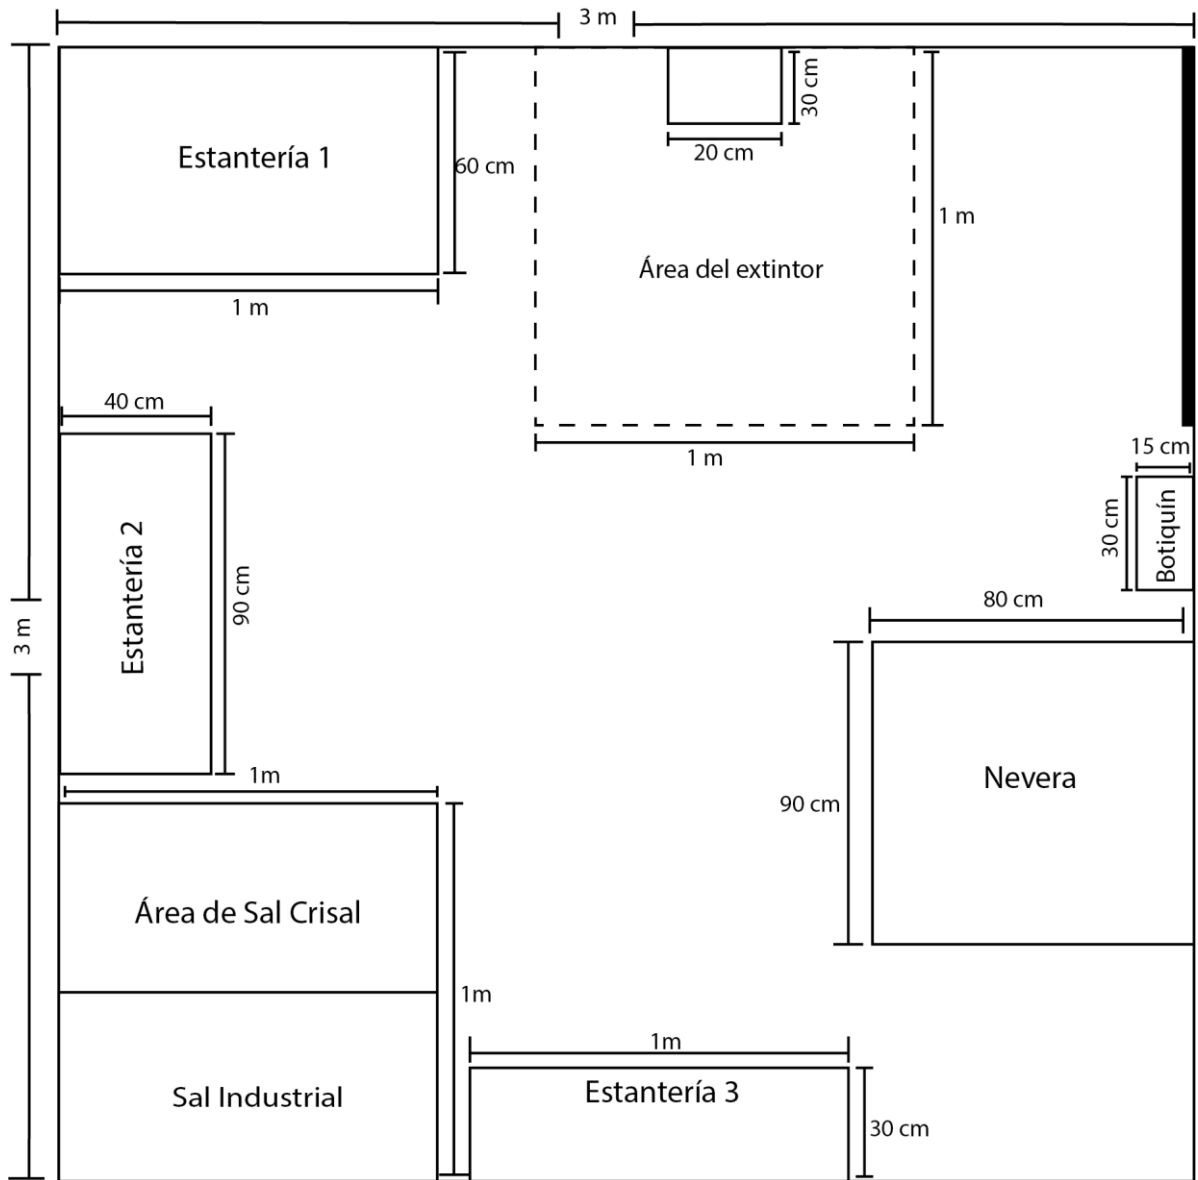 3 m
30 cm
20 cm
Estantería 1
60 cm
1 m
Área del extintor
1 m
1 m
40 cm
Estantería 2
90 cm
15 cm
30 cm
Botiquín
80 cm
3 m
Nevera
90 cm
1m
Área de Sal Crisal
1m
Sal Industrial
1m
Estantería 3
30 cm